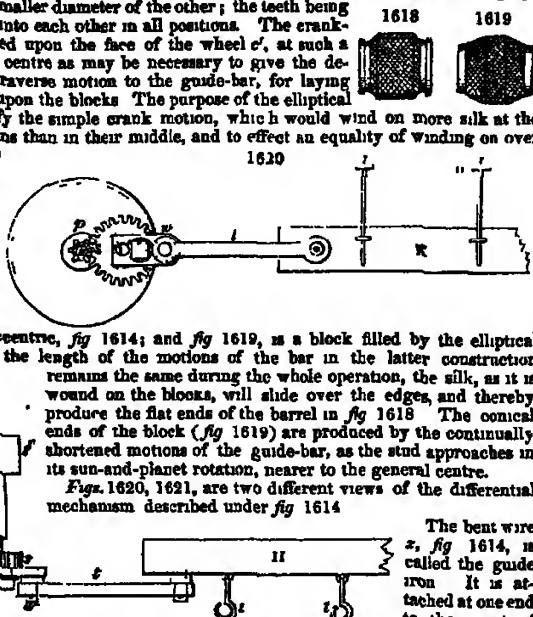 maller diameter of the other; the teeth being
into each other in all positions. The crank-
ed upon the face of the wheel c', at such a
centre as may be necessary to give the de-
raverse motion to the guide-bar, for laying
upon the blocks The purpose of the elliptical
fy the simple crank motion, which would wind on more silk at the
ns than in their middle, and to effect an equality of winding on over
1618 1619
1620
p
v
l
K
centric, fig 1614; and fig 1619, is a block filled by the elliptical
the length of the motions of the bar in the latter construction
remains the same during the whole operation, the silk, as it is
wound on the blocks, will slide over the edges, and thereby
produce the flat ends of the barrel in fig 1618 The conical
ends of the block (fig 1619) are produced by the continually
shortened motions of the guide-bar, as the stud approaches in
its sun-and-planet rotation, nearer to the general centre.
Figs. 1620, 1621, are two different views of the differential
mechanism described under fig 1614
The bent wire
x, fig 1614, is
called the guide
iron It is at-
tached at one end
f
s
t
w
H
i
i